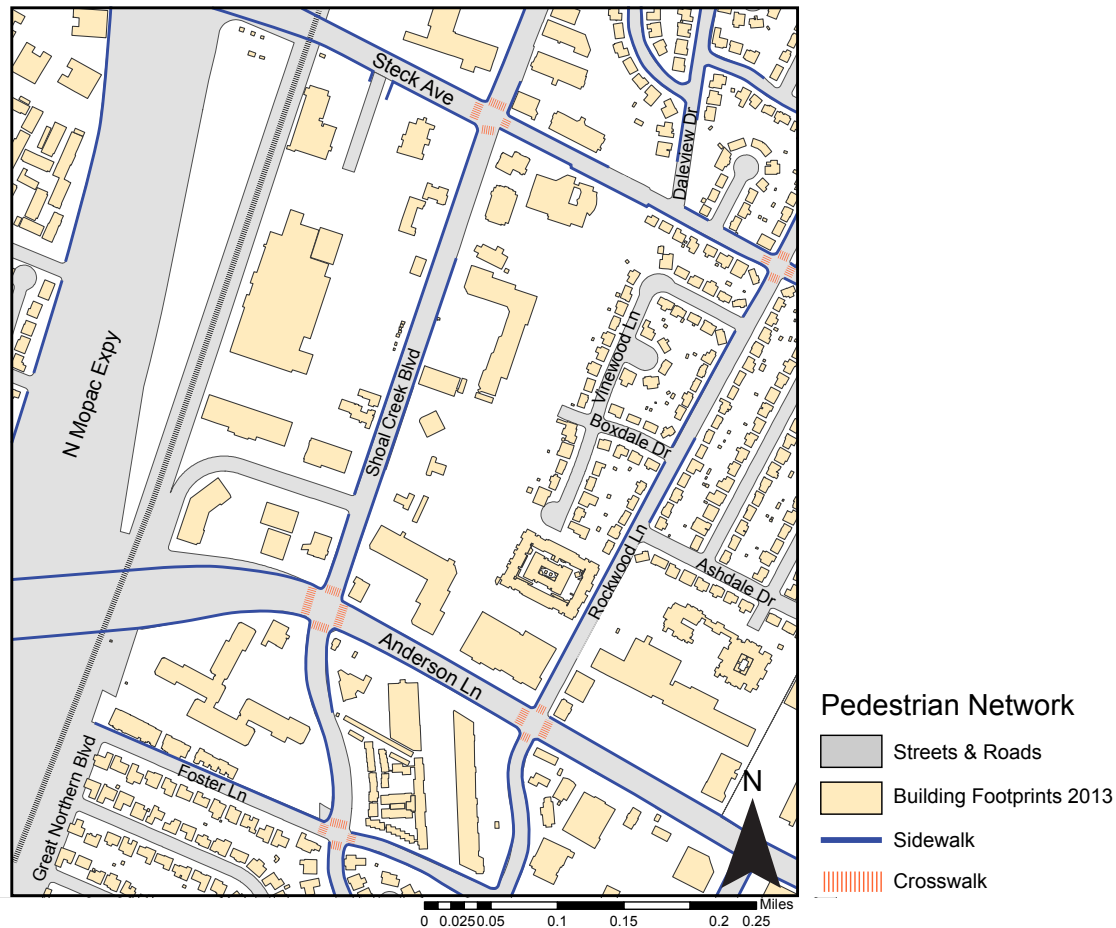 Steck Ave
Daleview Dr
N Mopac Expy
Shoal Creek Blvd
Vinewood Ln
Boxdale Dr
Rockwood Ln
Ashdale Dr
Anderson Ln
Foster Ln
Great Northern Blvd
N
Pedestrian Network
Streets & Roads
Building Footprints 2013
Sidewalk
Crosswalk
Miles
0 0.025 0.05 0.1 0.15 0.2 0.25